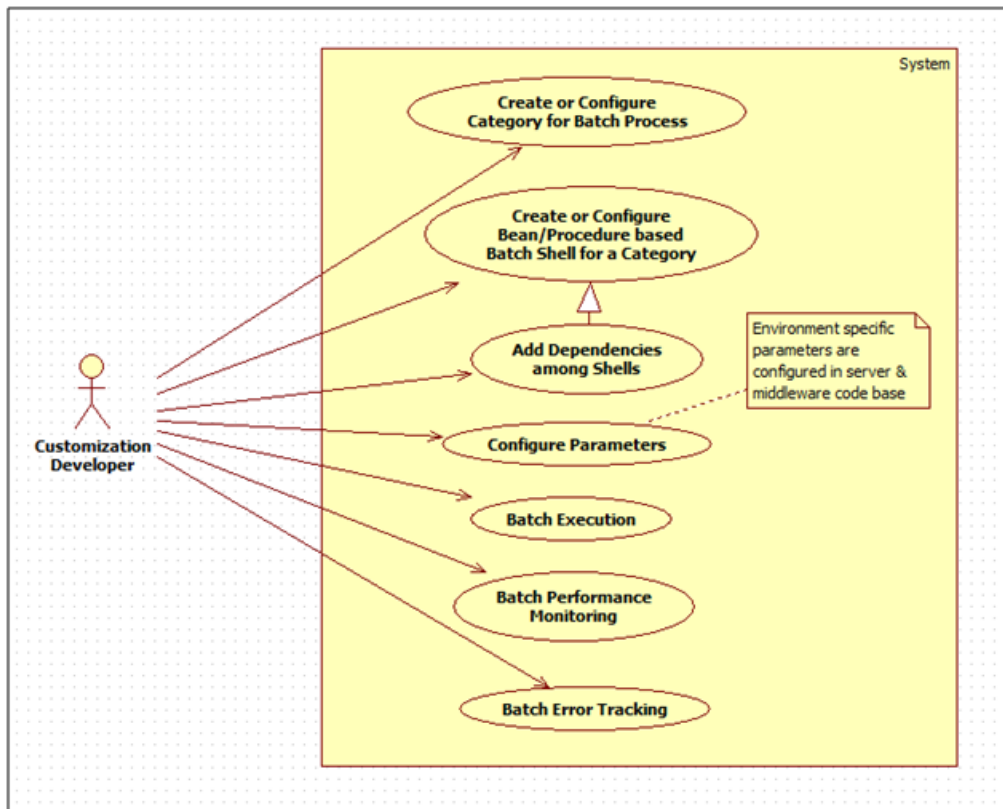 System
Create or Configure
Category for Batch Process
Create or Configure
Bean/Procedure based
Batch Shell for a Category
Add Dependencies
among Shells
Environment specific
parameters are
configured in server &
middleware code base
Configure Parameters
Customization
Developer
Batch Execution
Batch Performance
Monitoring
Batch Error Tracking